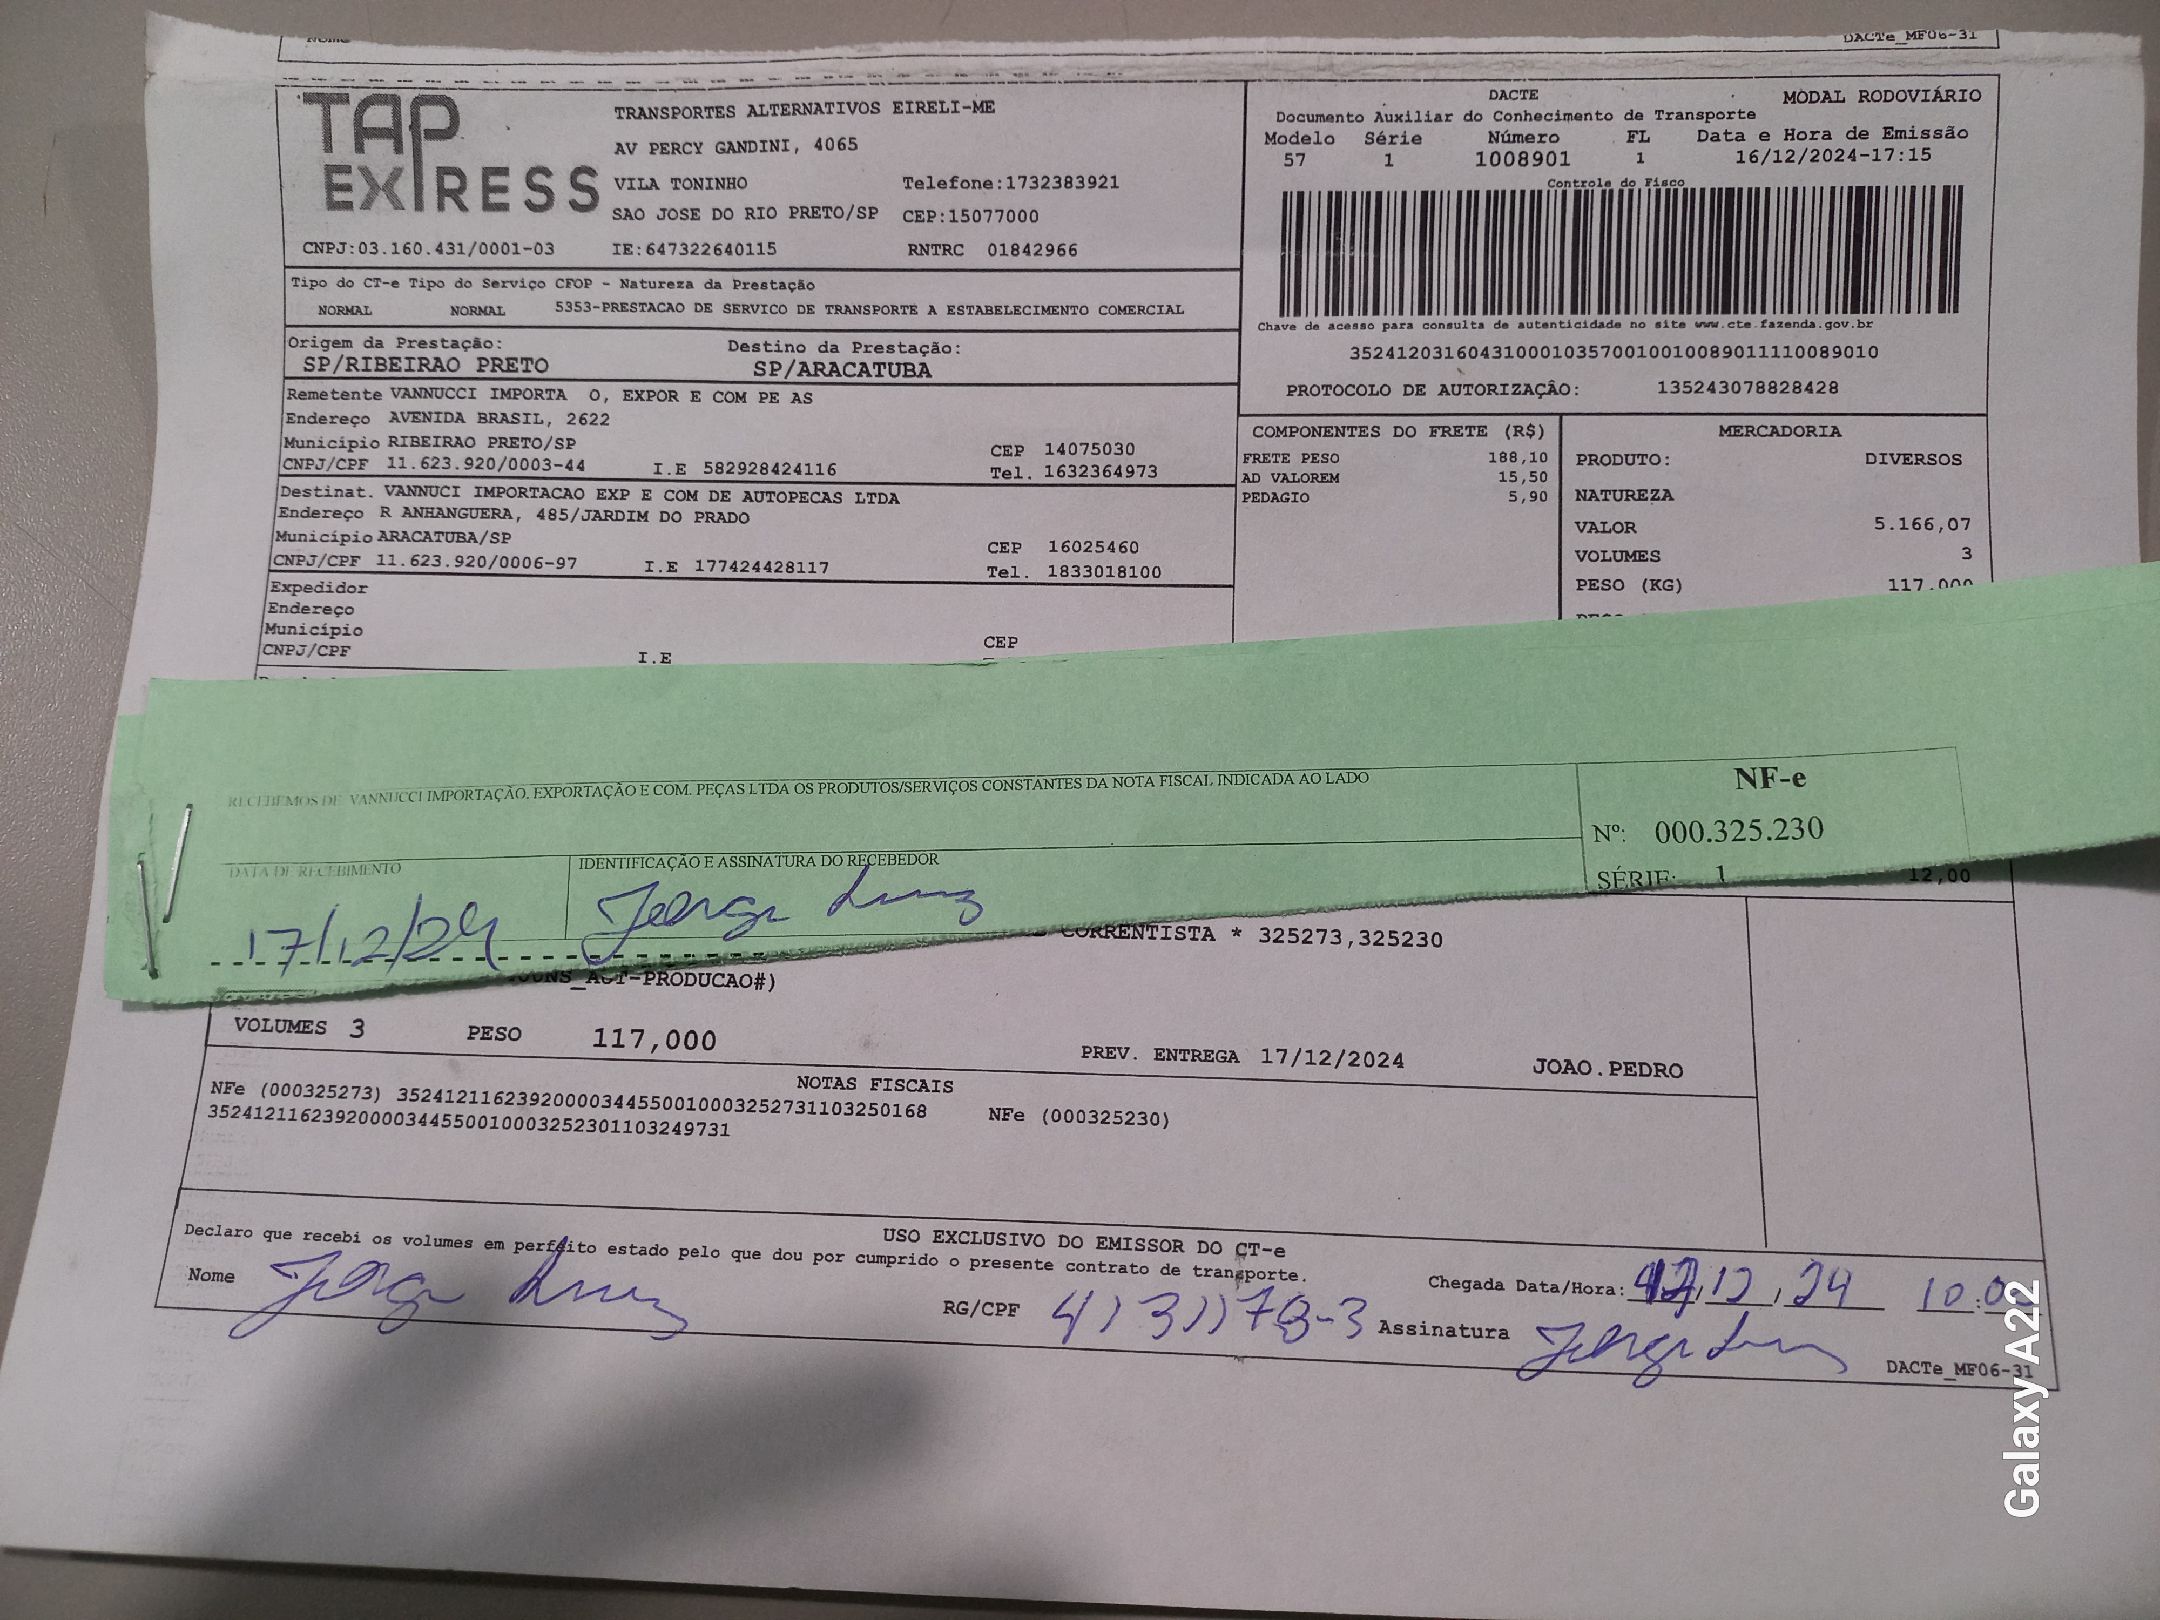 DACTe_MF06-31
TAP EXPRESS
TRANSPORTES ALTERNATIVOS EIRELI-ME
AV PERCY GANDINI, 4065
VILA TONINHO Telefone:1732383921
SAO JOSE DO RIO PRETO/SP CEP:15077000
CNPJ:03.160.431/0001-03 IE:647322640115 RNTRC 01842966
DACTE MODAL RODOVIÁRIO
Documento Auxiliar do Conhecimento de Transporte
Modelo Série Número FL Data e Hora de Emissão
57 1 1008901 1 16/12/2024-17:15
Controle do Fisco
Chave de acesso para consulta de autenticidade no site www.cte.fazenda.gov.br
35241203160431000103570010010089011110089010
PROTOCOLO DE AUTORIZAÇÂO: 135243078828428
Tipo do CT-e Tipo do Serviço CFOP - Natureza da Prestação
NORMAL NORMAL 5353-PRESTACAO DE SERVICO DE TRANSPORTE A ESTABELECIMENTO COMERCIAL
Origem da Prestação: Destino da Prestação:
SP/RIBEIRAO PRETO SP/ARACATUBA
Remetente VANNUCCI IMPORTA O, EXPOR E COM PE AS
Endereço AVENIDA BRASIL, 2622
Município RIBEIRAO PRETO/SP CEP 14075030
CNPJ/CPF 11.623.920/0003-44 I.E 582928424116 Tel. 1632364973
Destinat. VANNUCI IMPORTACAO EXP E COM DE AUTOPECAS LTDA
Endereço R ANHANGUERA, 485/JARDIM DO PRADO
Município ARACATUBA/SP CEP 16025460
CNPJ/CPF 11.623.920/0006-97 I.E 177424428117 Tel. 1833018100
Expedidor
Endereço
Município
CNPJ/CPF I.E CEP
COMPONENTES DO FRETE (R$)
FRETE PESO 188,10
AD VALOREM 15,50
PEDAGIO 5,90
MERCADORIA
PRODUTO: DIVERSOS
NATUREZA
VALOR 5.166,07
VOLUMES 3
PESO (KG) 117,000
RECEBEMOS DE VANNUCCI IMPORTAÇÃO, EXPORTAÇÃO E COM. PEÇAS LTDA OS PRODUTOS/SERVIÇOS CONSTANTES DA NOTA FISCAL INDICADA AO LADO
NF-e
Nº: 000.325.230
SÉRIE: 1
DATA DE RECEBIMENTO IDENTIFICAÇÃO E ASSINATURA DO RECEBEDOR
17/12/24
12,00
CORRENTISTA * 325273,325230
-PRODUCAO#)
VOLUMES 3 PESO 117,000 PREV. ENTREGA 17/12/2024 JOAO.PEDRO
NOTAS FISCAIS
NFe (000325273) 35241211623920000344550010003252731103250168 NFe (000325230)
35241211623920000344550010003252301103249731
USO EXCLUSIVO DO EMISSOR DO CT-e
Declaro que recebi os volumes em perfeito estado pelo que dou por cumprido o presente contrato de transporte.
Nome RG/CPF Chegada Data/Hora: 12, 24 10:00
Assinatura
DACTe_MF06-31
Galaxy A22